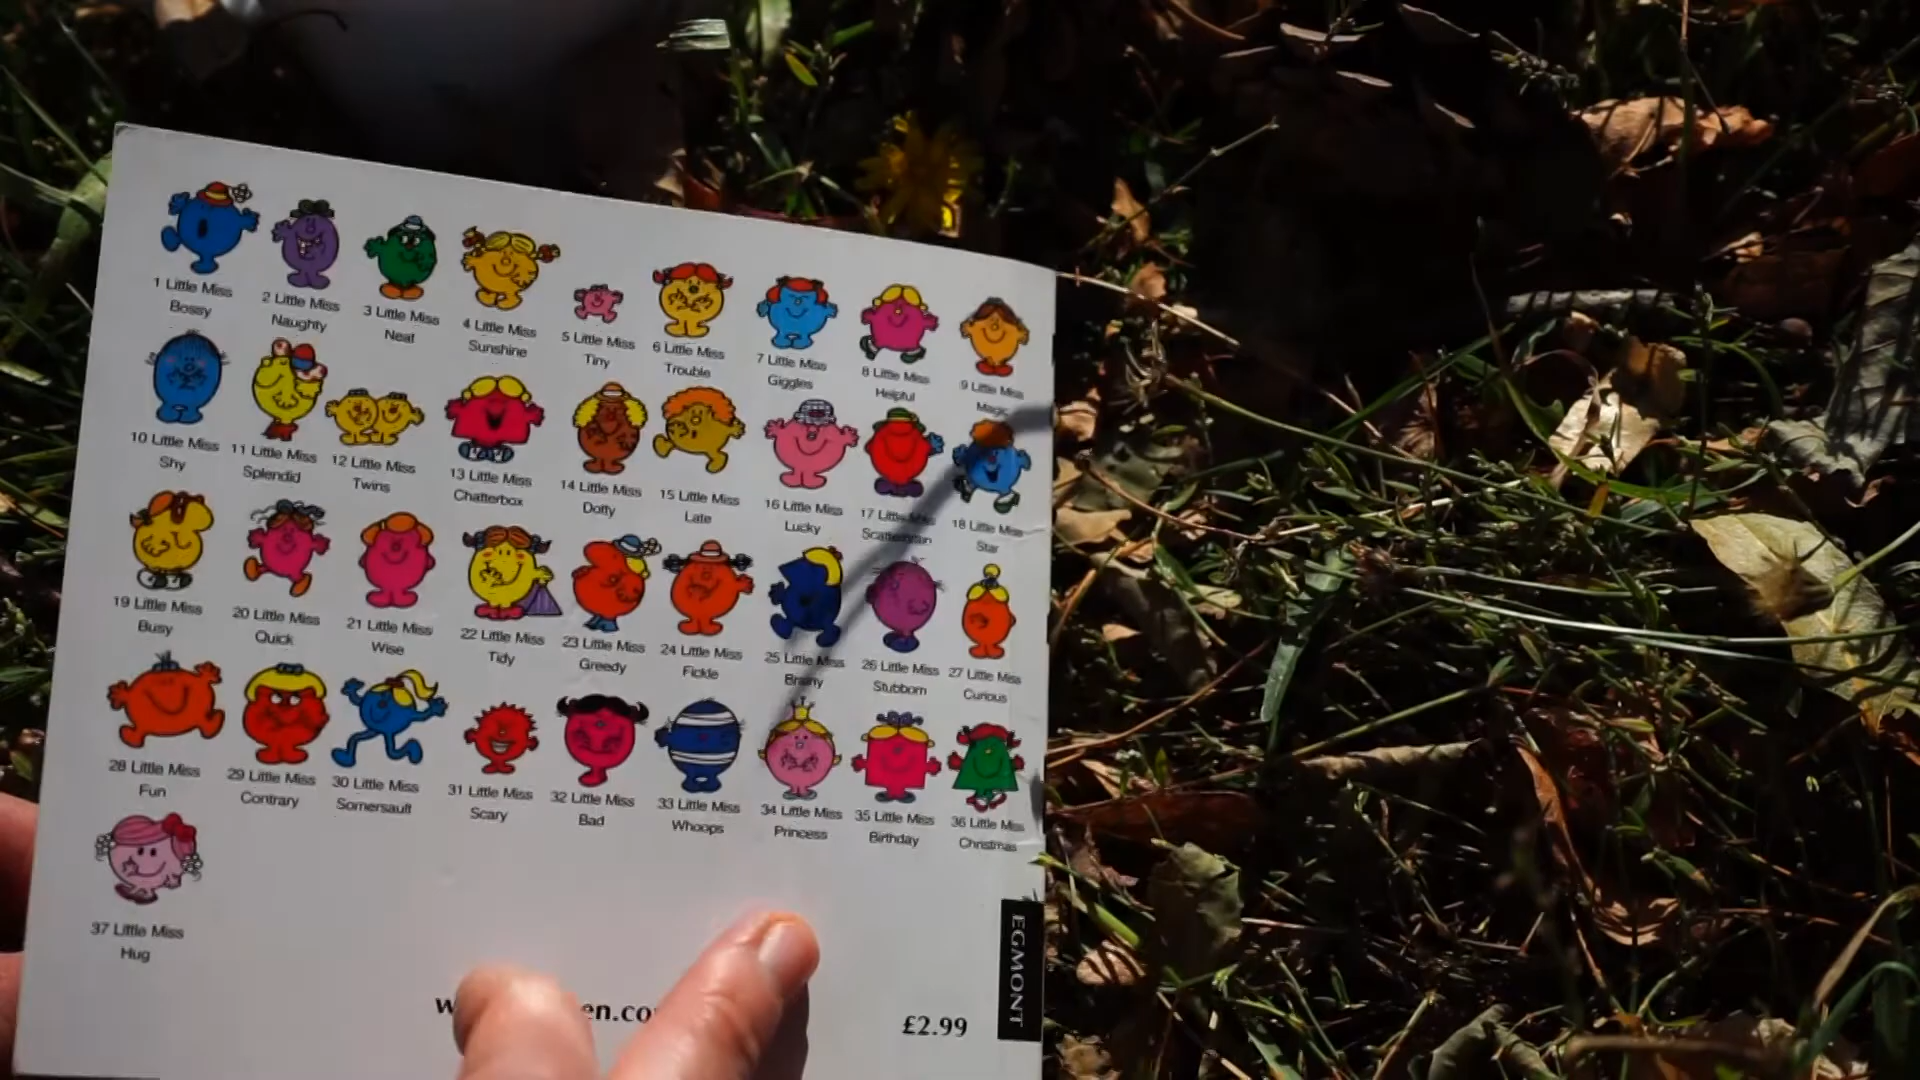 1 Little Miss
Bossy
2 Little Miss
Naughty
3 Little Miss
Neat
4 Little Miss
Sunshine
5 Little Miss
Tiny
6 Little Miss
Trouble
7 Little Miss
Giggles
8 Little Miss
Helpful
9 Little Miss
Magic
10 Little Miss
Shy
11 Little Miss
Splendid
12 Little Miss
Twins
13 Little Miss
Chatterbox
14 Little Miss
Dotty
15 Little Miss
Late
16 Little Miss
Lucky
17 Little Miss
Scatterbrain
18 Little Miss
Star
19 Little Miss
Busy
20 Little Miss
Quick
21 Little Miss
Wise
22 Little Miss
Tidy
23 Little Miss
Greedy
24 Little Miss
Fickle
25 Little Miss
Brainy
26 Little Miss
Stubborn
27 Little Miss
Curious
28 Little Miss
Fun
29 Little Miss
Contrary
30 Little Miss
Somersault
31 Little Miss
Scary
32 Little Miss
Bad
33 Little Miss
Whoops
34 Little Miss
Princess
35 Little Miss
Birthday
36 Little Miss
Christmas
37 Little Miss
Hug
EGMONT
£2.99